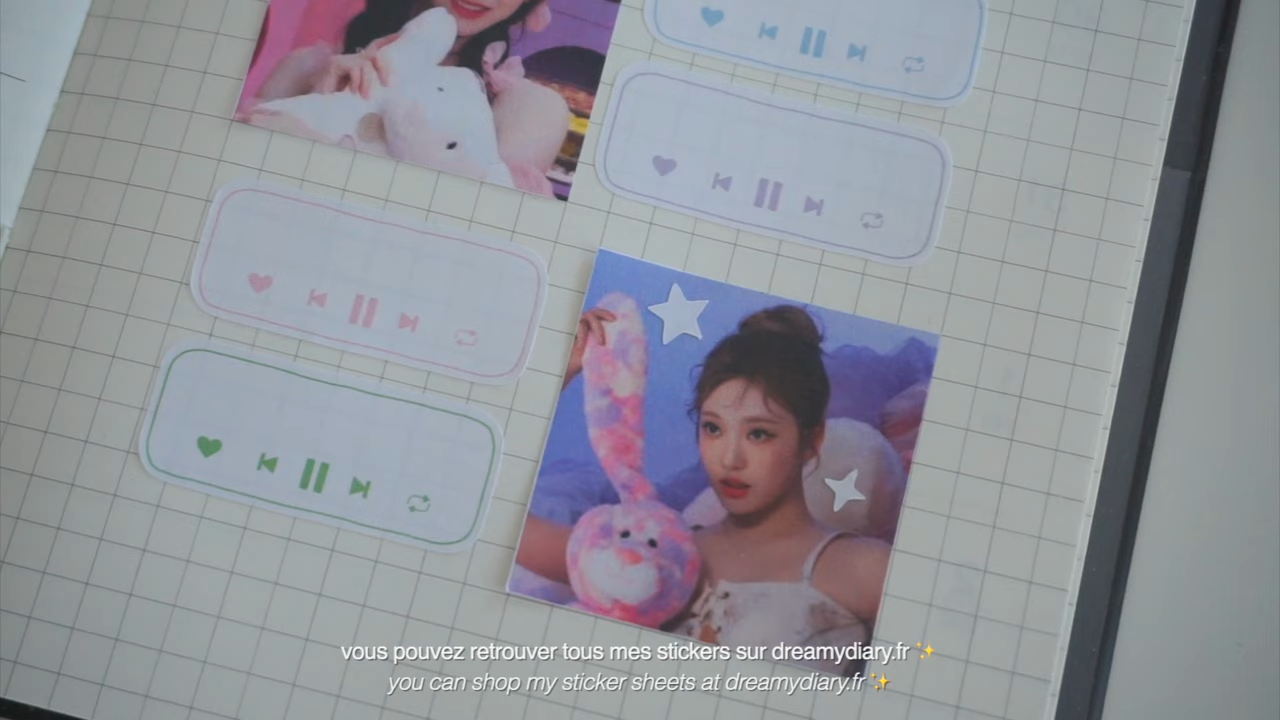 vous pouvez retrouver tous mes stickers sur dreamydiary.fr ✨
you can shop my sticker sheets at dreamydiary.fr ✨